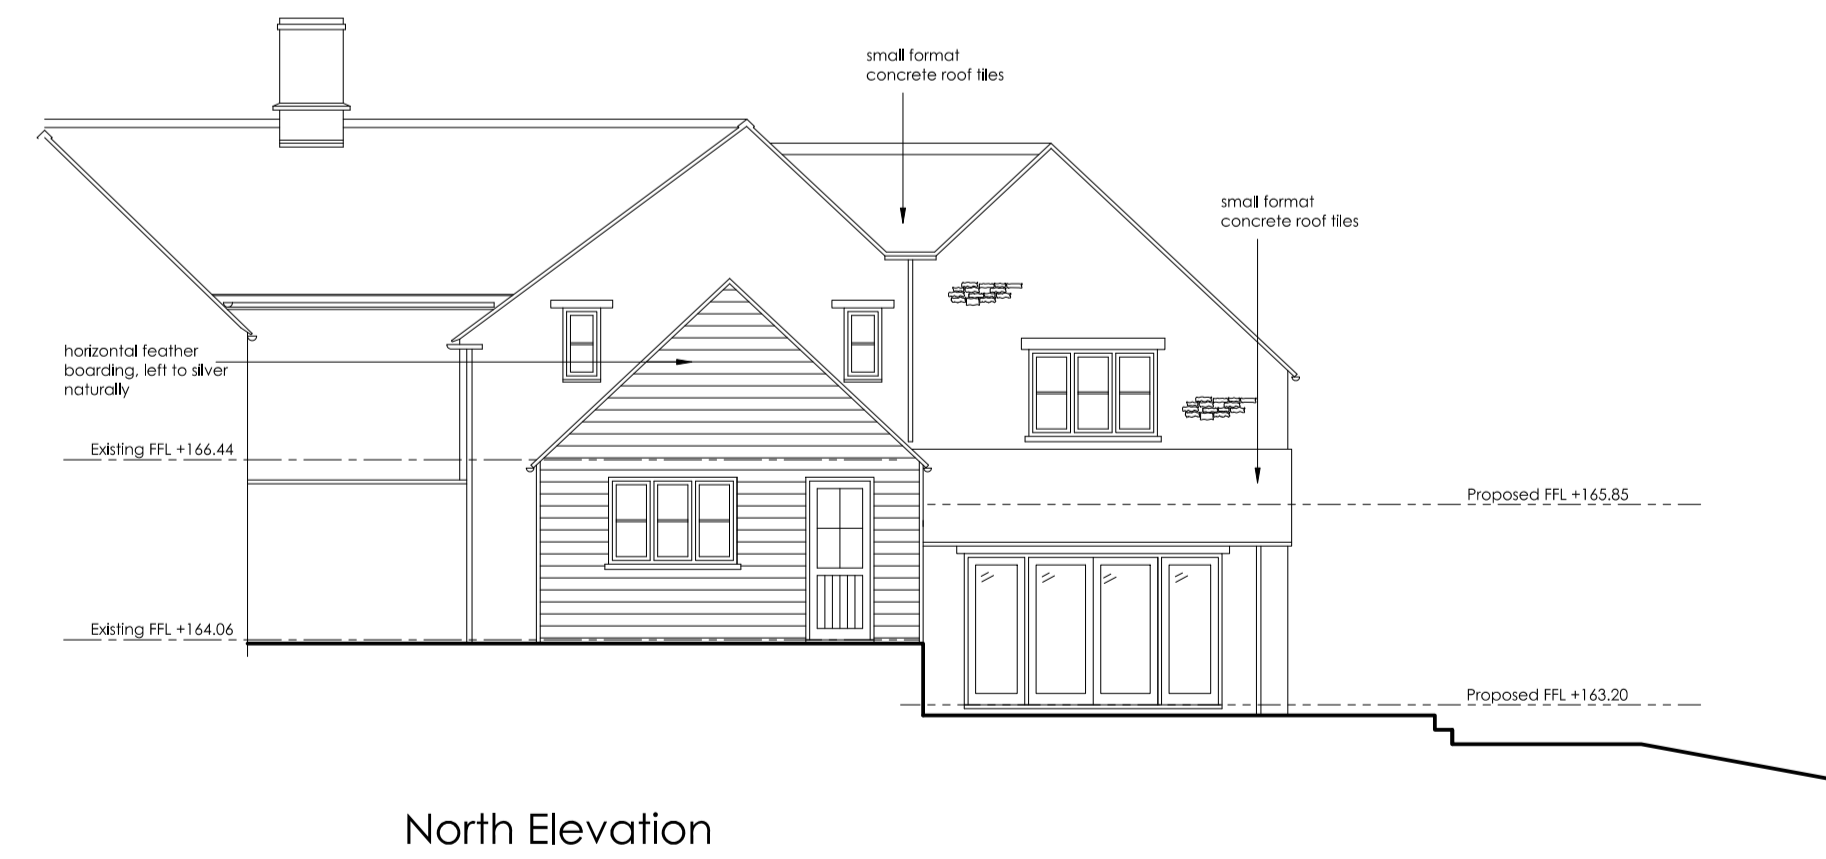 small format
concrete roof tiles
small format
concrete roof tiles
horizontal feather
boarding, left to silver
naturally
Existing FFL +166.44
Proposed FFL +165.85
Existing FFL +164.06
Proposed FFL +163.20
North Elevation